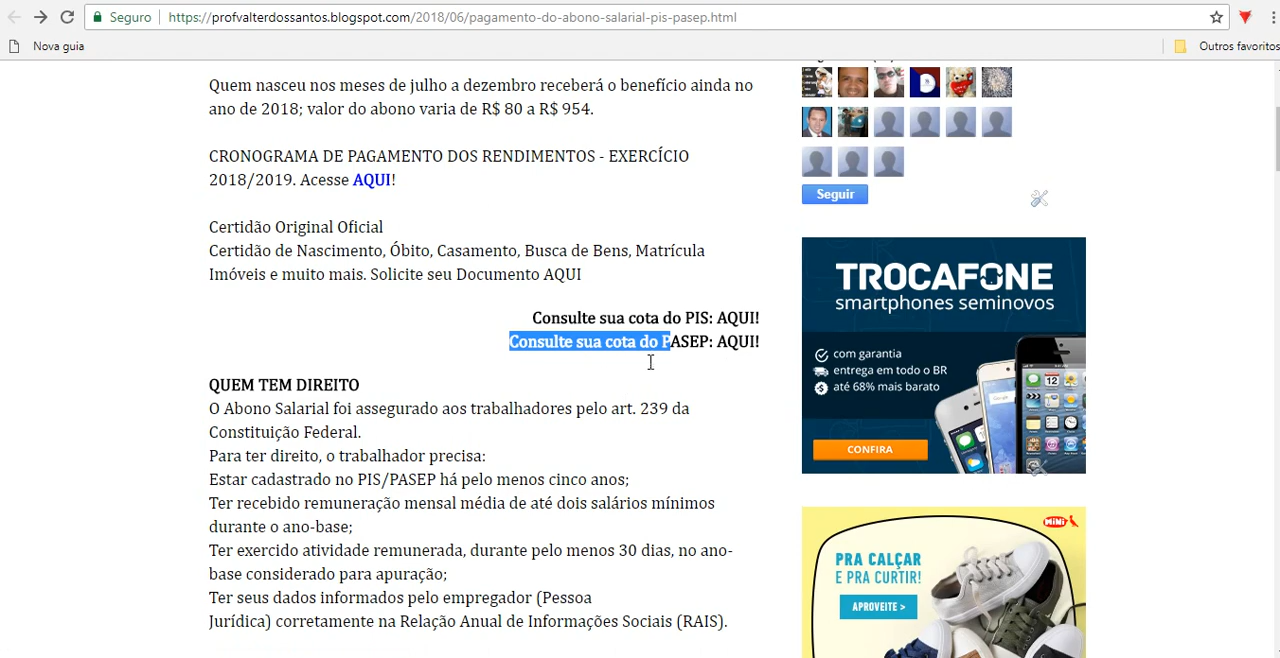 Seguro
https://profvalterdossantos.blogspot.com/2018/06/pagamento-do-abono-salarial-pis-pasep.html
Nova guia
Outros favoritos
Quem nasceu nos meses de julho a dezembro receberá o benefício ainda no
ano de 2018; valor do abono varia de R$ 80 a R$ 954.
CRONOGRAMA DE PAGAMENTO DOS RENDIMENTOS - EXERCÍCIO
2018/2019. Acesse AQUI!
Certidão Original Oficial
Certidão de Nascimento, Óbito, Casamento, Busca de Bens, Matrícula
Imóveis e muito mais. Solicite seu Documento AQUI
Consulte sua cota do PIS: AQUI!
Consulte sua cota do PASEP: AQUI!
QUEM TEM DIREITO
O Abono Salarial foi assegurado aos trabalhadores pelo art. 239 da
Constituição Federal.
Para ter direito, o trabalhador precisa:
Estar cadastrado no PIS/PASEP há pelo menos cinco anos;
Ter recebido remuneração mensal média de até dois salários mínimos
durante o ano-base;
Ter exercido atividade remunerada, durante pelo menos 30 dias, no ano-
base considerado para apuração;
Ter seus dados informados pelo empregador (Pessoa
Jurídica) corretamente na Relação Anual de Informações Sociais (RAIS).
Seguir
TROCAFONE
smartphones seminovos
com garantia
entrega em todo o BR
até 68% mais barato
CONFIRA
MiNi
PRA CALÇAR
E PRA CURTIR!
APROVEITE >